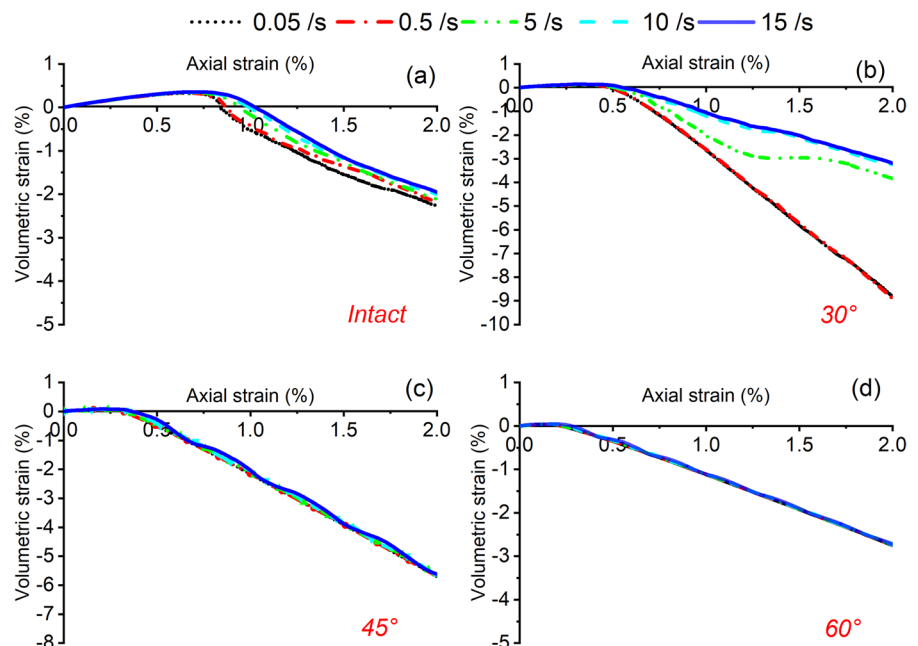 0.05 /s 0.5 /s 5 /s 10 /s 15 /s
Axial strain (%)
(a)
Volumetric strain (%)
1
0
-1
-2
-3
-4
-5
0.0 0.5 1.0 1.5 2.0
Intact
Axial strain (%)
(b)
Volumetric strain (%)
1
0
-1
-2
-3
-4
-5
-6
-7
-8
-9
-10
0.0 0.5 1.0 1.5 2.0
30°
Axial strain (%)
(c)
Volumetric strain (%)
1
0
-1
-2
-3
-4
-5
-6
-7
-8
0.0 0.5 1.0 1.5 2.0
45°
Axial strain (%)
(d)
Volumetric strain (%)
1
0
-1
-2
-3
-4
-5
0.0 0.5 1.0 1.5 2.0
60°